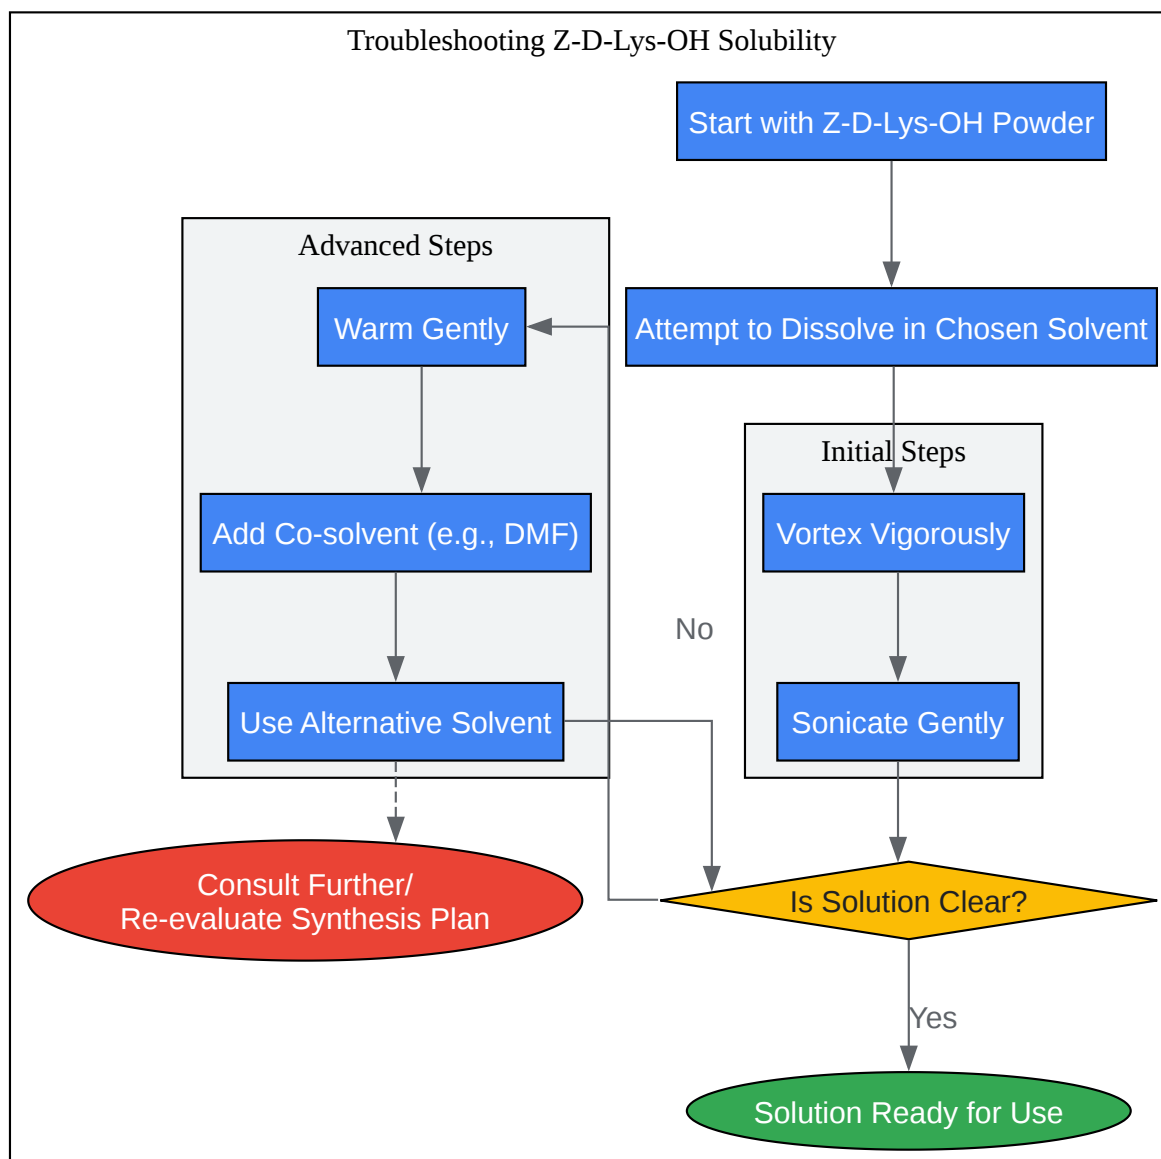 Troubleshooting Z-D-Lys-OH Solubility
Start with Z-D-Lys-OH Powder
Attempt to Dissolve in Chosen Solvent
Initial Steps
Vortex Vigorously
Sonicate Gently
Is Solution Clear?
No
Advanced Steps
Warm Gently
Add Co-solvent (e.g., DMF)
Use Alternative Solvent
Consult Further/
Re-evaluate Synthesis Plan
Yes
Solution Ready for Use